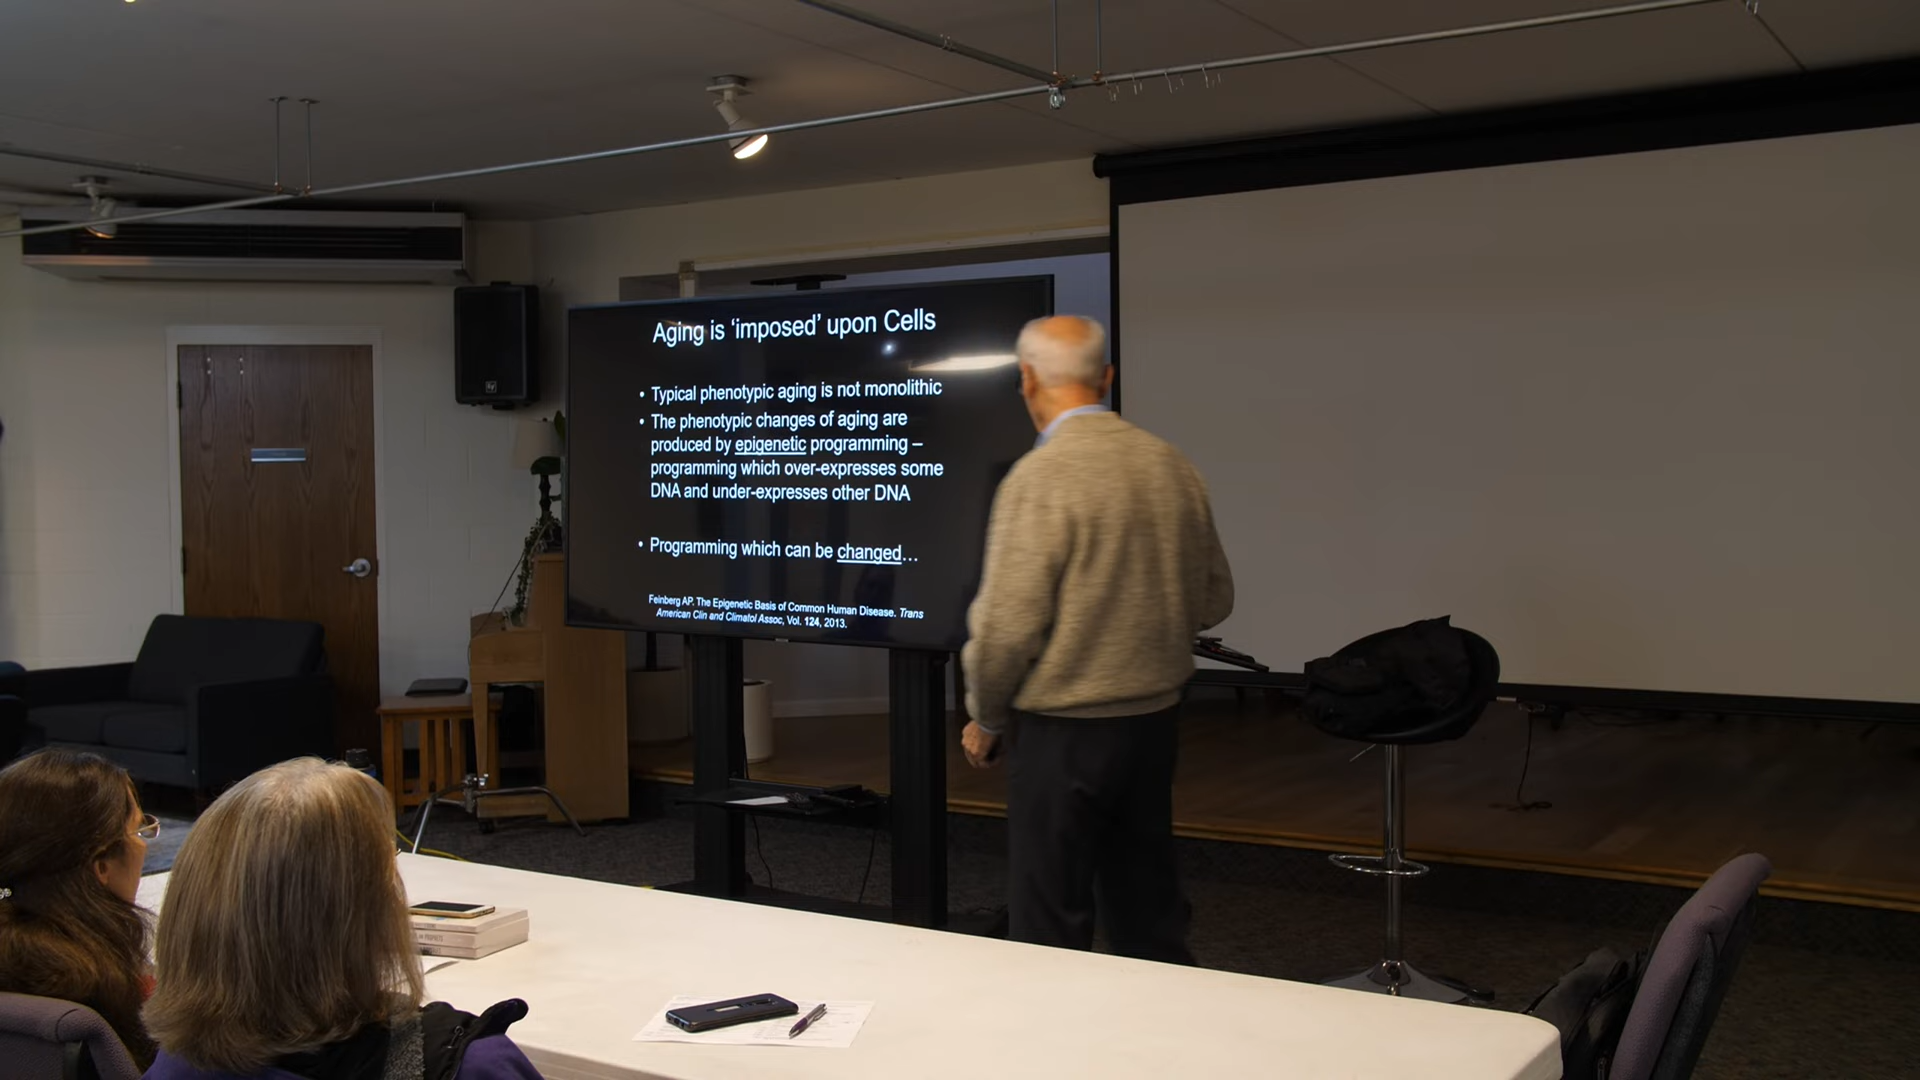 Aging is ‘imposed’ upon Cells
• Typical phenotypic aging is not monolithic
• The phenotypic changes of aging are
produced by epigenetic programming –
programming which over-expresses some
DNA and under-expresses other DNA
• Programming which can be changed...
Feinberg AP. The Epigenetic Basis of Common Human Disease. Trans
American Clin and Climatol Assoc, Vol. 124, 2013.